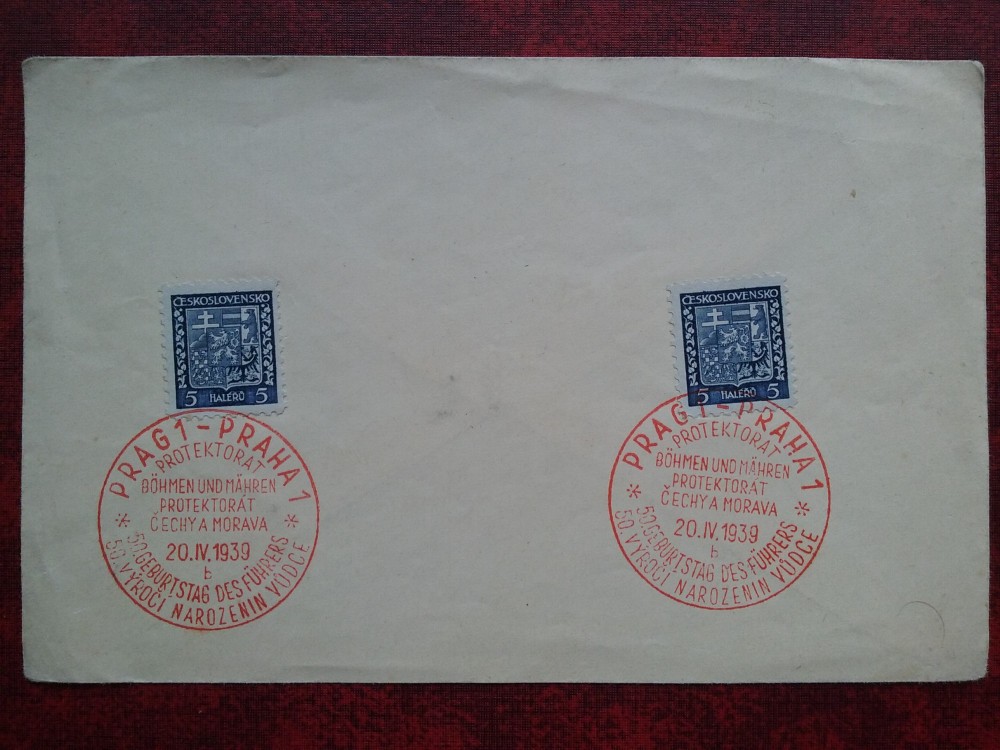 ČESKOSLOVENSKO
5 HALÉŘŮ 5
PRAG 1 – PRAHA 1
PROTEKTORAT
BÖHMEN UND MÄHREN
PROTEKTORÁT
ČECHY A MORAVA
* *
20.IV.1939
b
50.GEBURTSTAG DES FÜHRERS
50.VÝROČI NAROZENIN VŮDCE
ČESKOSLOVENSKO
5 HALÉŘŮ 5
PRAG 1 – PRAHA 1
PROTEKTORAT
BÖHMEN UND MÄHREN
PROTEKTORÁT
ČECHY A MORAVA
* *
20.IV.1939
b
50.GEBURTSTAG DES FÜHRERS
50.VÝROČI NAROZENIN VŮDCE